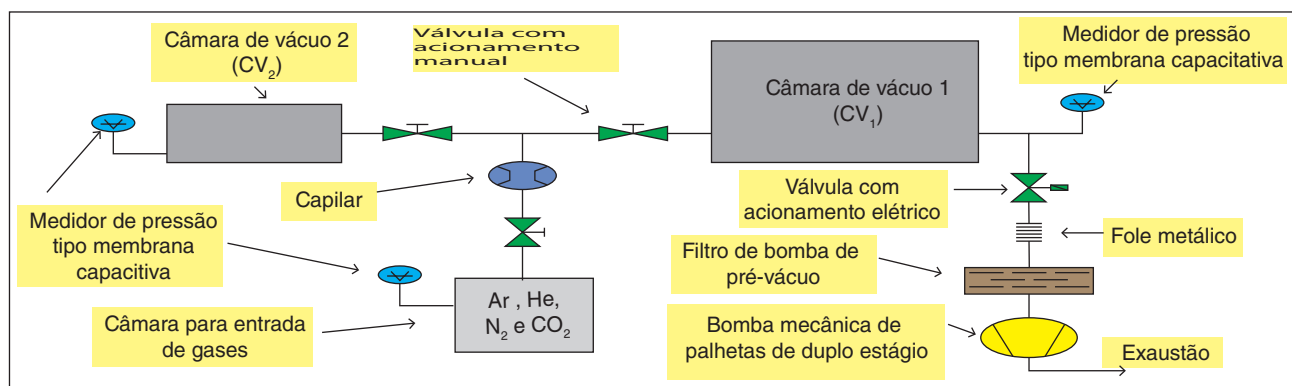 Câmara de vácuo 2
(CV2)
Válvula com
acionamento
manual
Câmara de vácuo 1
(CV1)
Medidor de pressão
tipo membrana capacitativa
Capilar
Válvula com
acionamento elétrico
Medidor de pressão
tipo membrana
capacitiva
Fole metálico
Filtro de bomba de
pré-vácuo
Ar , He,
N2 e CO2
Câmara para entrada
de gases
Bomba mecânica de
palhetas de duplo estágio
Exaustão